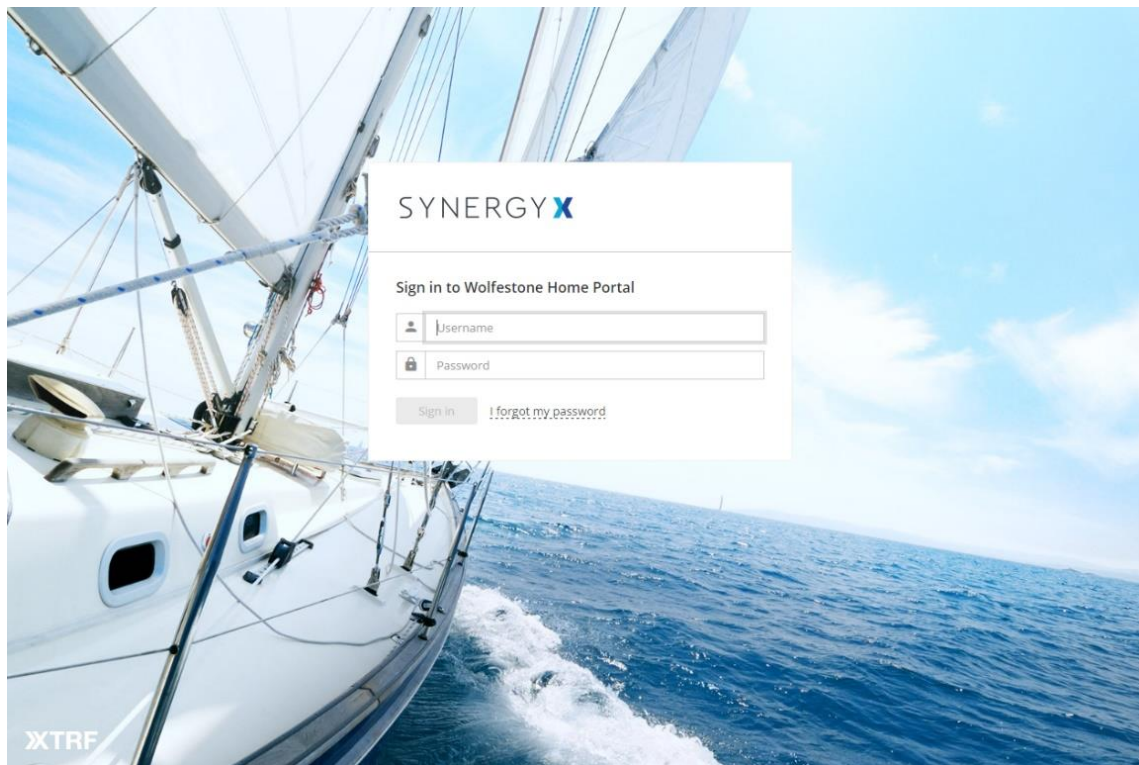 SYNERGYX
Sign in to Wolfestone Home Portal
Username
Password
Sign in I forgot my password
XTRF